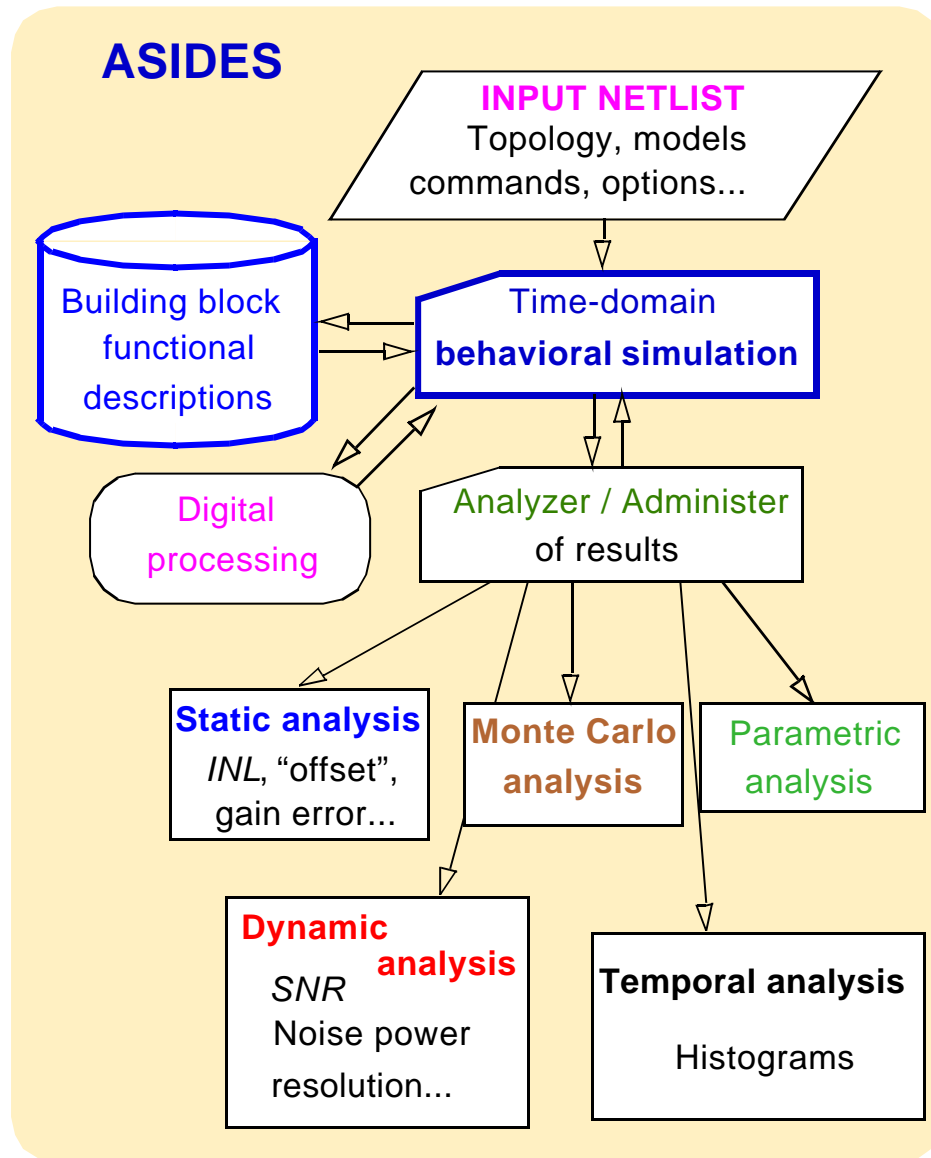 ASIDES
INPUT NETLIST
Topology, models
commands, options...
Building block
functional
descriptions
Time-domain
behavioral simulation
Digital
processing
Analyzer / Administer
of results
Static analysis
INL, “offset”,
gain error...
Monte Carlo
analysis
Parametric
analysis
Dynamic
analysis
SNR
Noise power
resolution...
Temporal analysis
Histograms